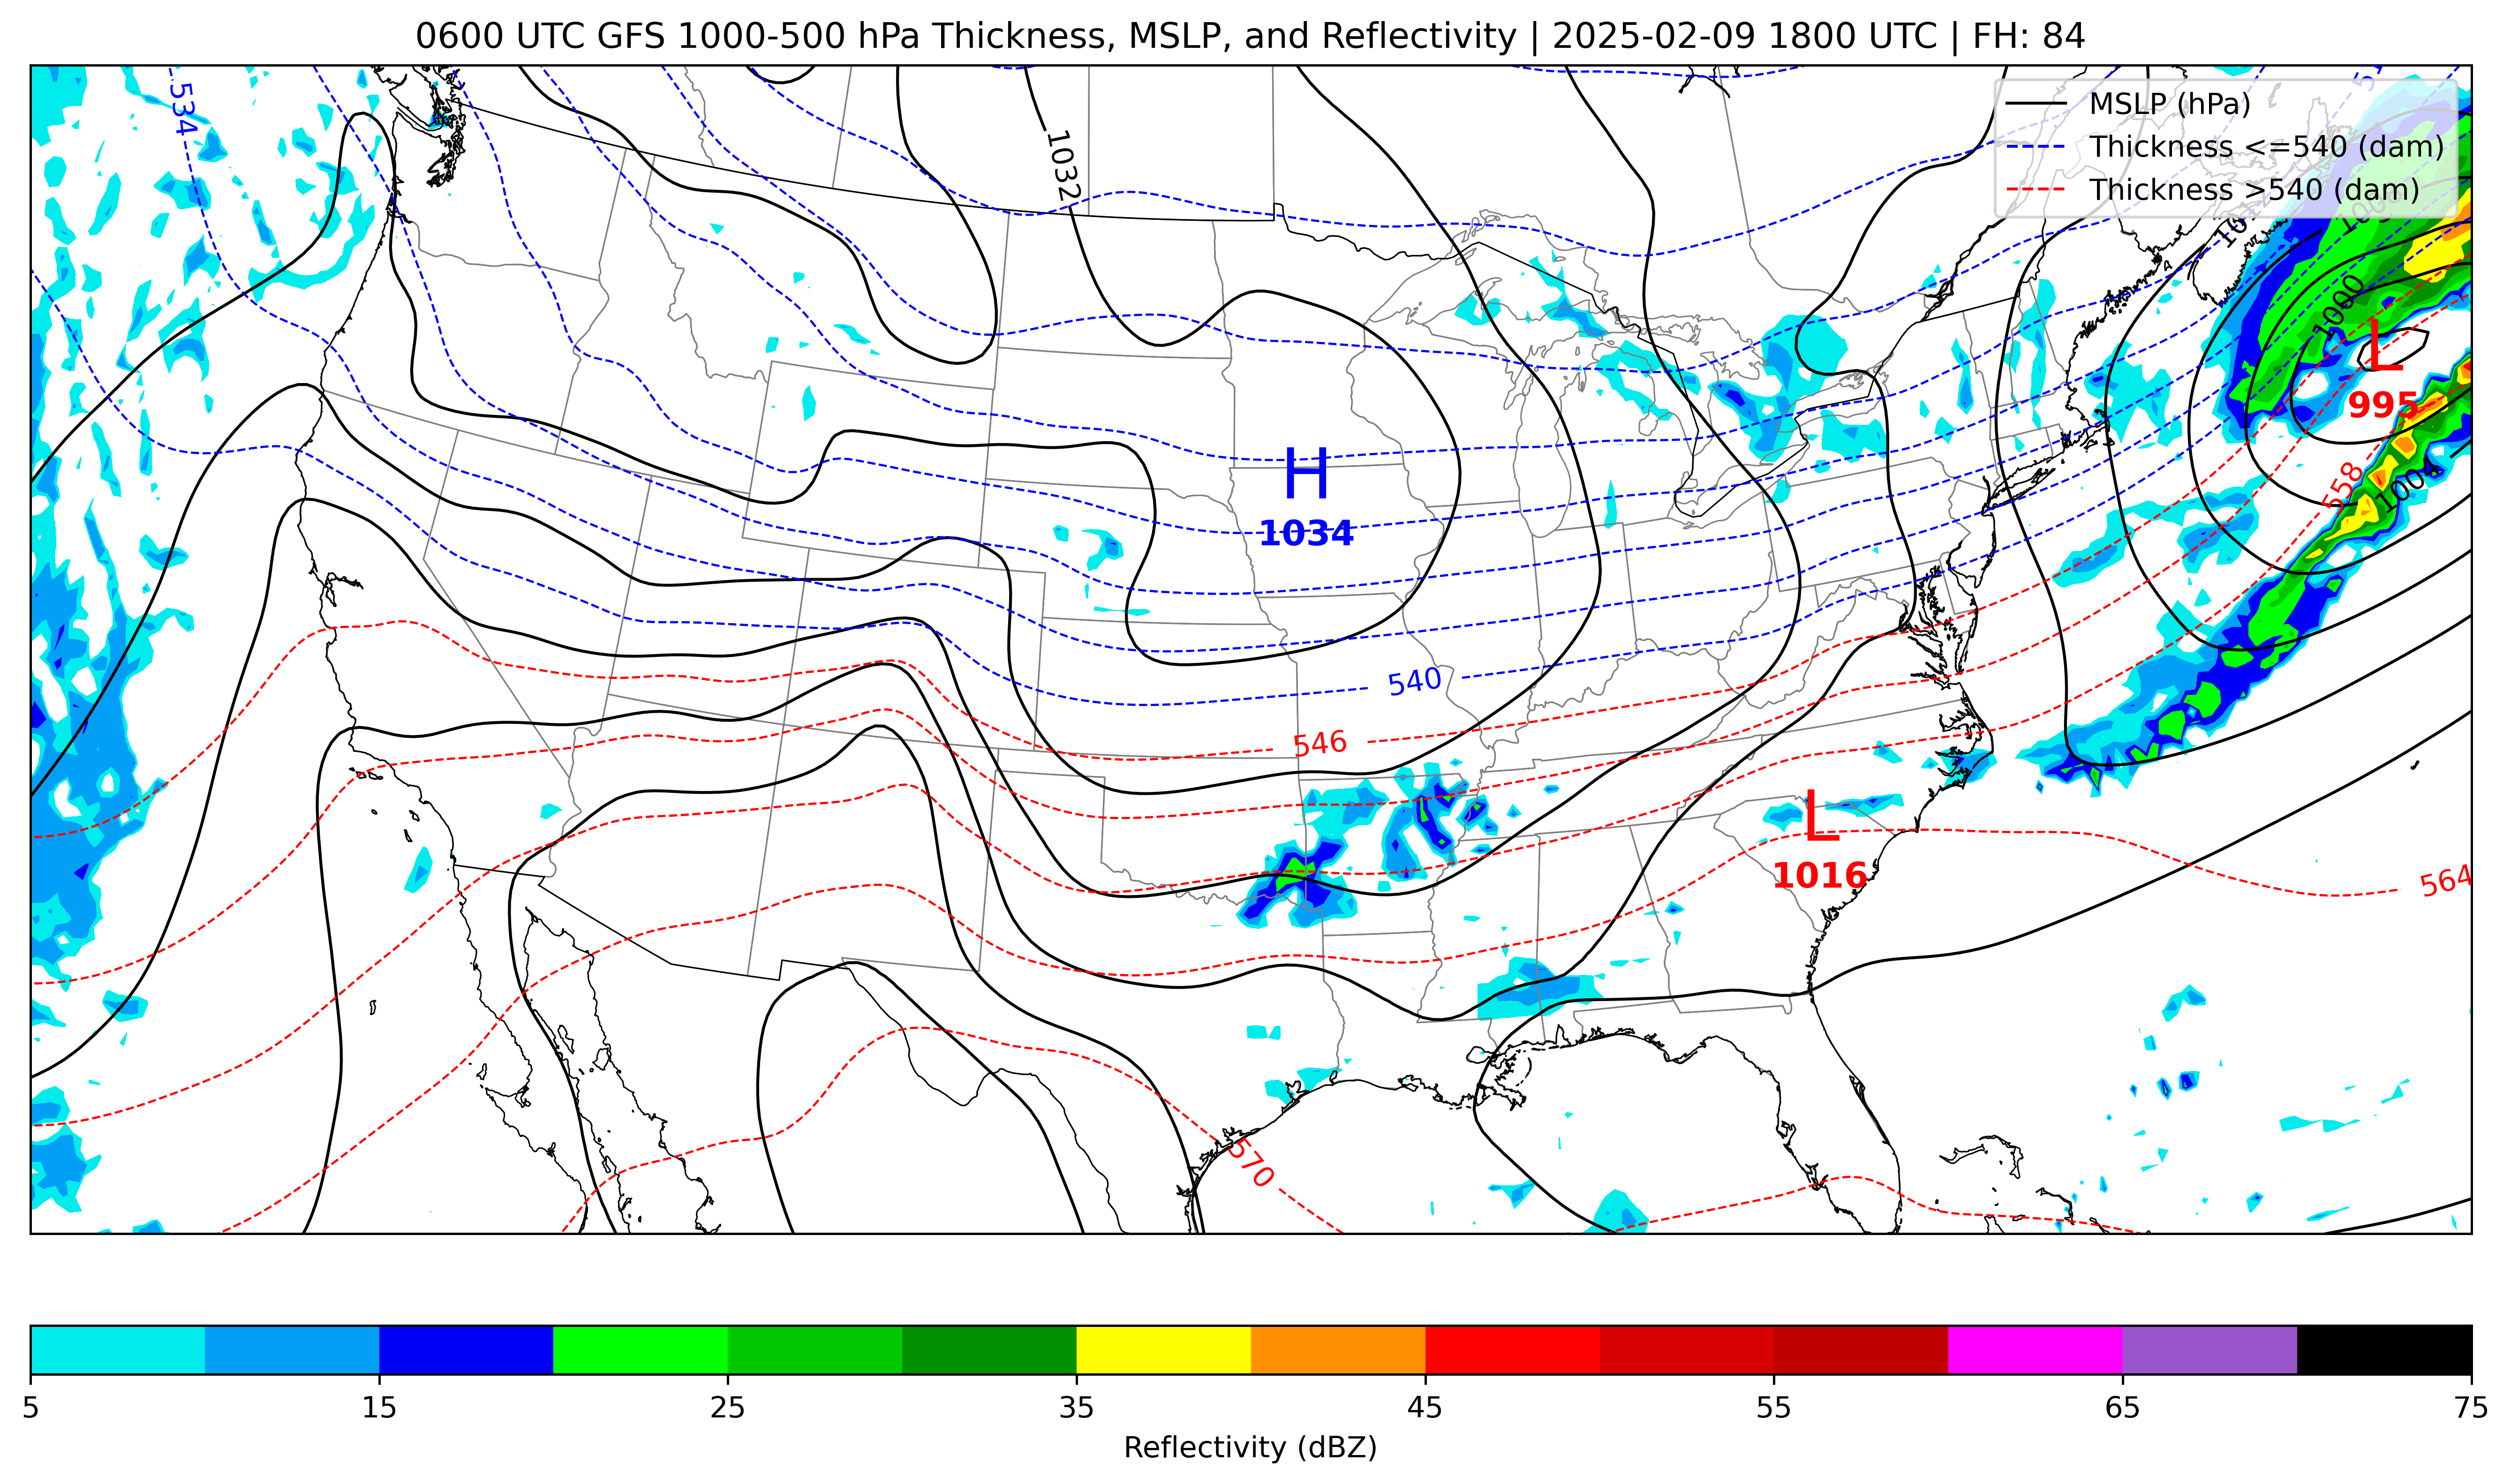 0600 UTC GFS 1000-500 hPa Thickness, MSLP, and Reflectivity | 2025-02-09 1800 UTC | FH: 84
MSLP (hPa)
Thickness <=540 (dam)
Thickness >540 (dam)
534
1032
1000
L
995
H
1034
558
540
546
L
1016
564
570
5 15 25 35 45 55 65 75
Reflectivity (dBZ)